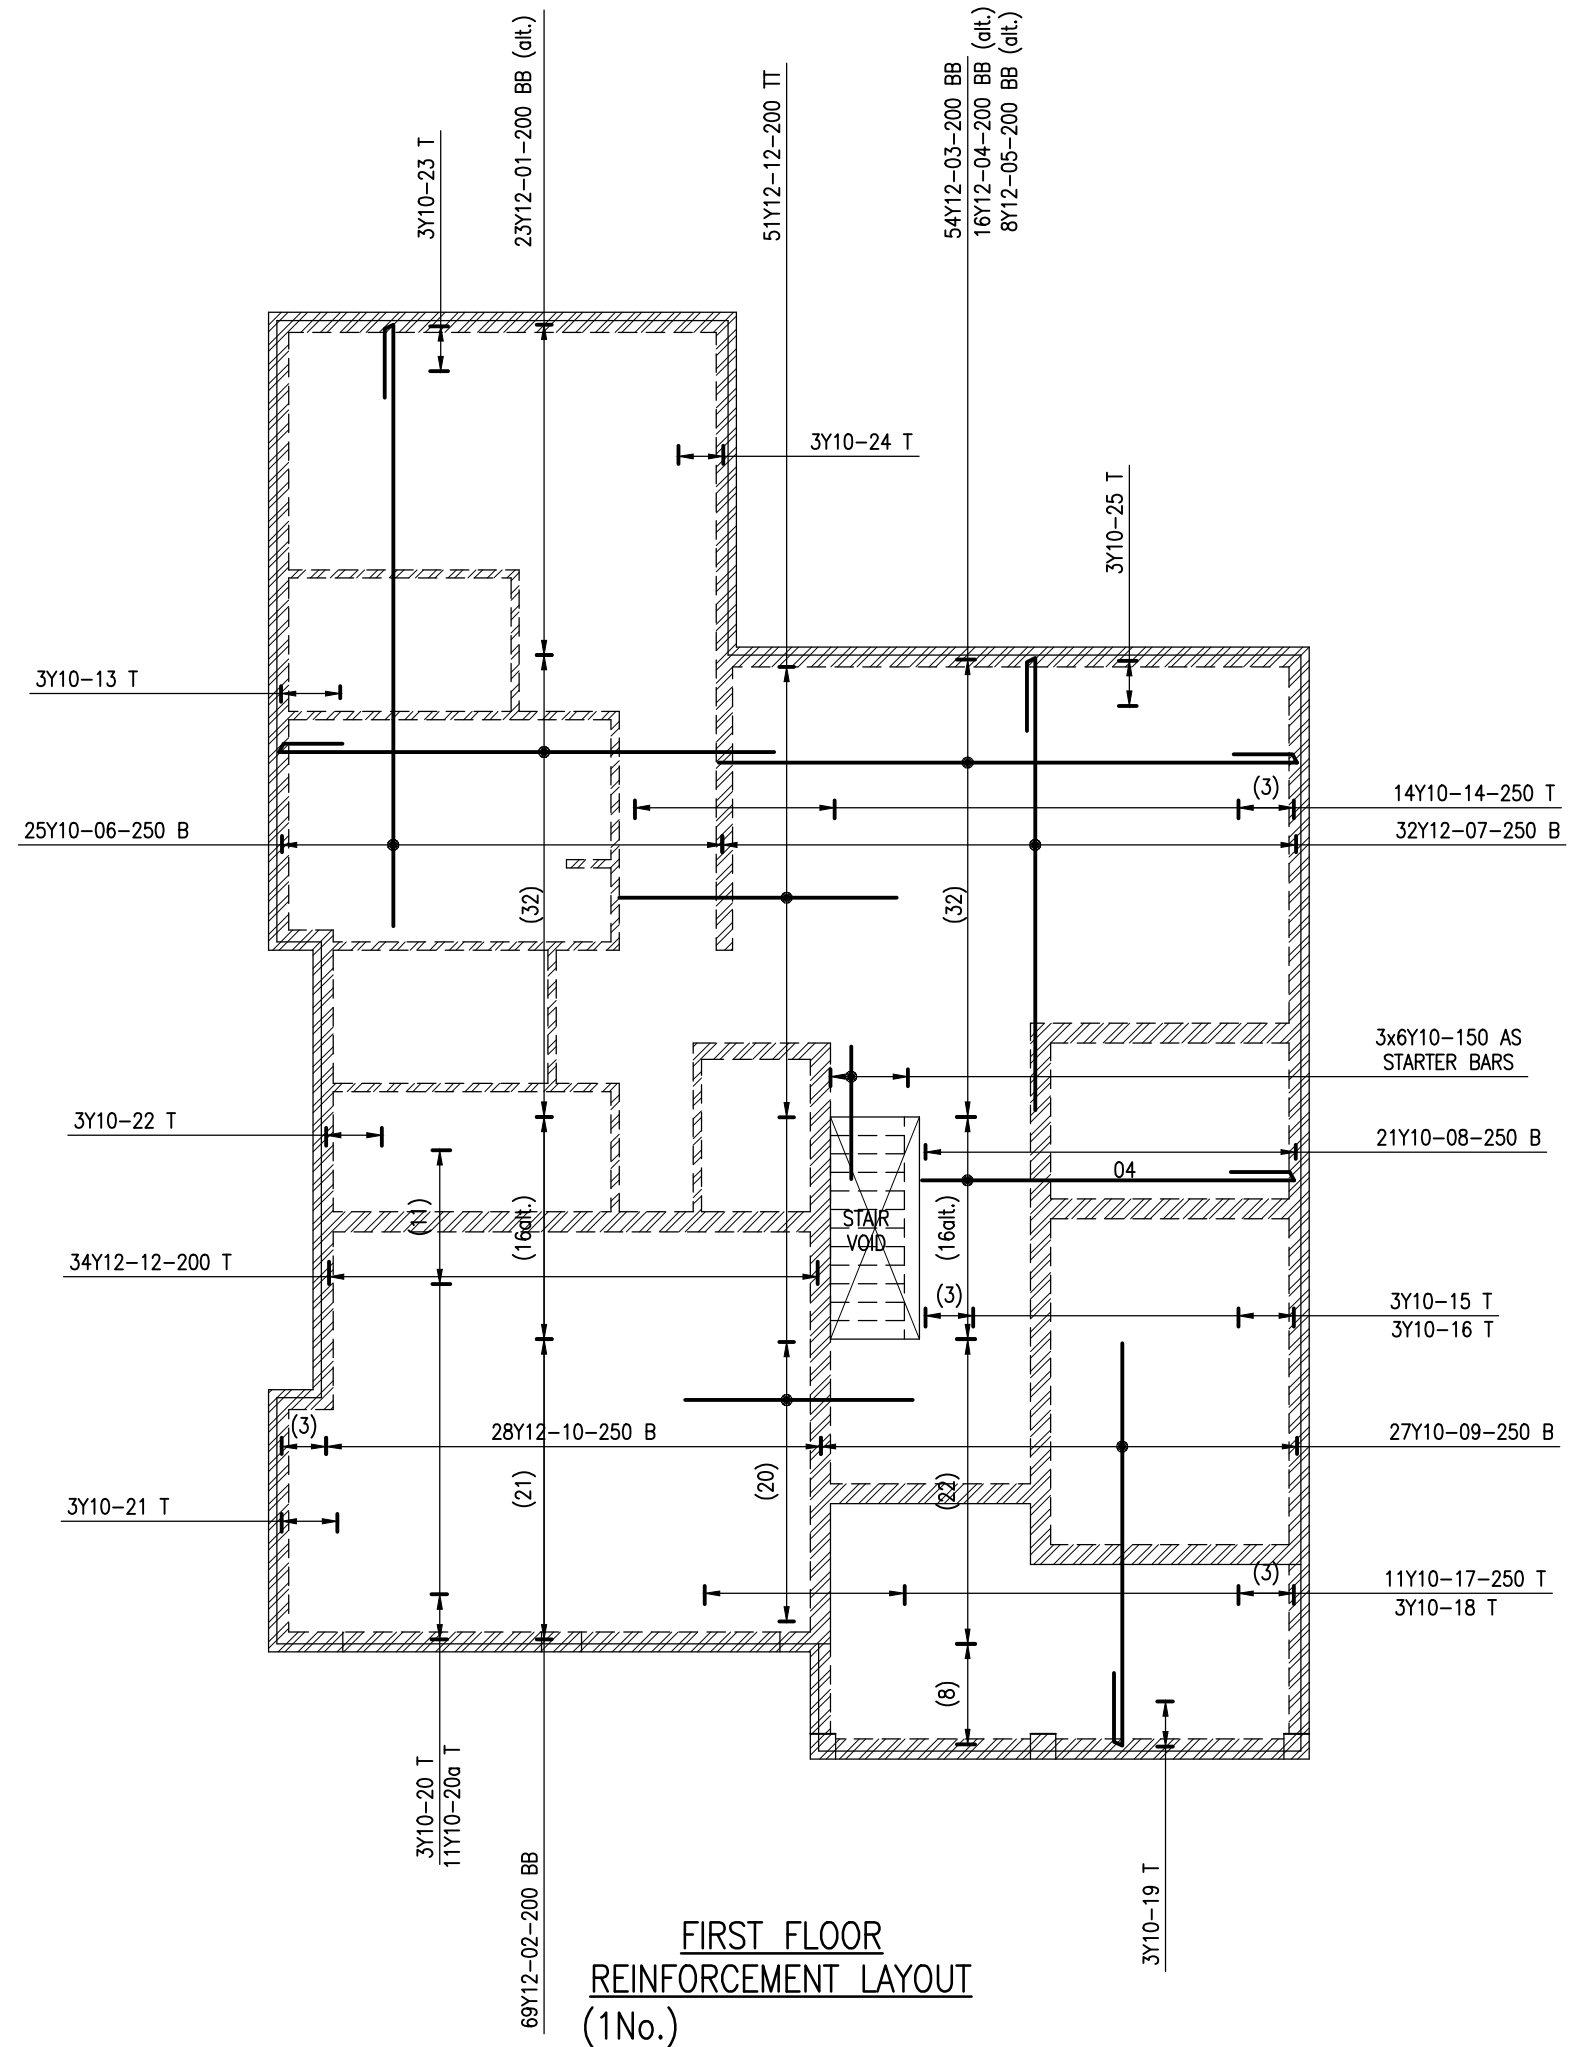 23Y12-01-200 BB (alt.)
3Y10-23 T
51Y12-12-200 TT
54Y12-03-200 BB
16Y12-04-200 BB (alt.)
8Y12-05-200 BB (alt.)
3Y10-24 T
3Y10-25 T
3Y10-13 T
(3)
14Y10-14-250 T
25Y10-06-250 B
32Y12-07-250 B
(32)
(32)
3x6Y10-150 AS
STARTER BARS
3Y10-22 T
21Y10-08-250 B
04
(11)
(16alt.)
STAIR
VOID
(16alt.)
34Y12-12-200 T
(3)
3Y10-15 T
3Y10-16 T
(3)
28Y12-10-250 B
27Y10-09-250 B
(21)
(20)
(22)
3Y10-21 T
(3)
11Y10-17-250 T
3Y10-18 T
(8)
3Y10-20 T
11Y10-20a T
69Y12-02-200 BB
3Y10-19 T
FIRST FLOOR
REINFORCEMENT LAYOUT
(1No.)